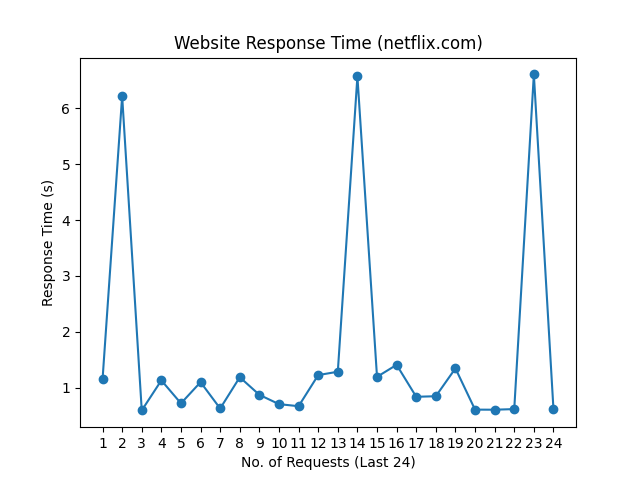 Website Response Time (netflix.com)
6
5
4
3
2
1
Response Time (s)
1 2 3 4 5 6 7 8 9 10 11 12 13 14 15 16 17 18 19 20 21 22 23 24
No. of Requests (Last 24)